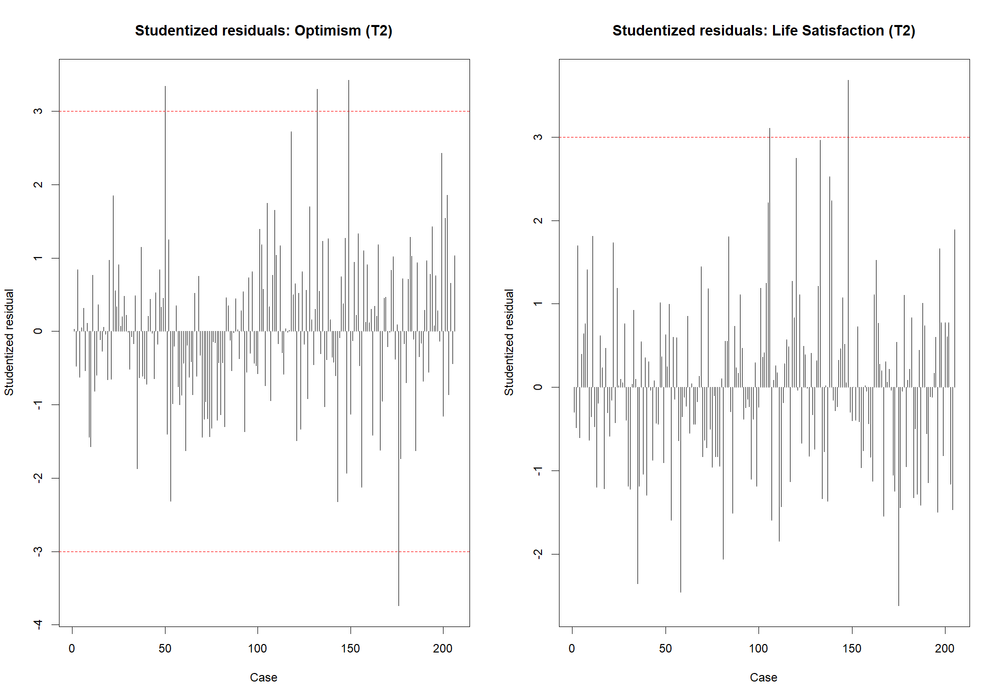 Studentized residuals: Optimism (T2)
Studentized residual
3
2
1
0
-1
-2
-3
-4
0 50 100 150 200
Case
Studentized residuals: Life Satisfaction (T2)
Studentized residual
3
2
1
0
-1
-2
0 50 100 150 200
Case